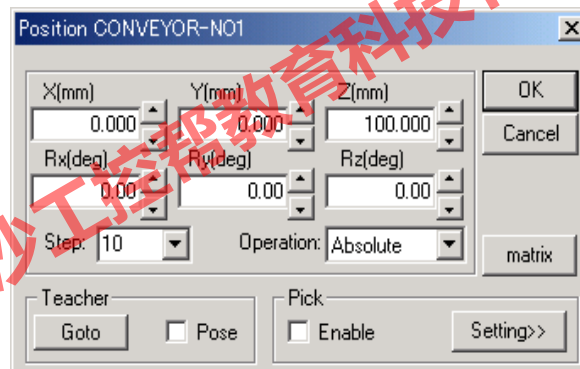 Position CONVEYOR-NO1
X(mm) Y(mm) Z(mm) OK
0.000 0.000 100.000
Cancel
Rx(deg) Ry(deg) Rz(deg)
0.00 0.00 0.00
Step: 10 Operation: Absolute matrix
Teacher Pick
Goto Pose Enable Setting>>
沙工控帮教育科技